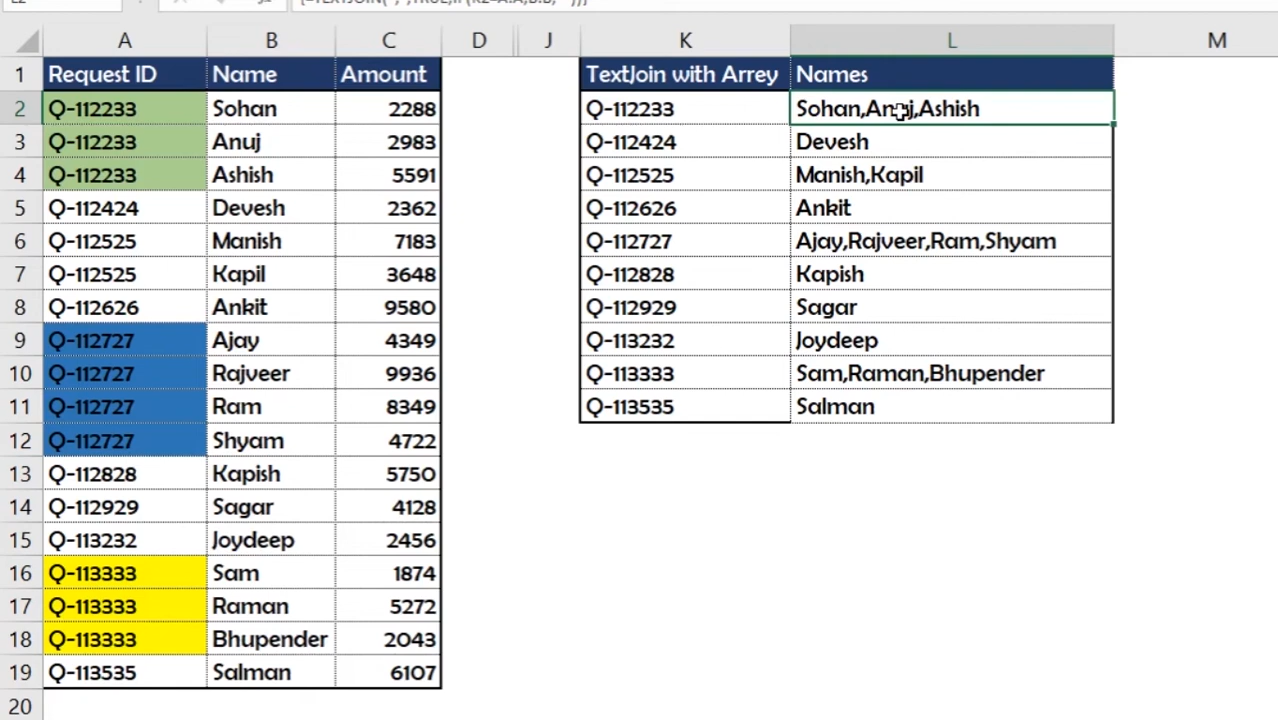 A B C D J K L M
1 Request ID Name Amount TextJoin with Arrey Names
2 Q-112233 Sohan 2288 Q-112233 Sohan,Anuj,Ashish
3 Q-112233 Anuj 2983 Q-112424 Devesh
4 Q-112233 Ashish 5591 Q-112525 Manish,Kapil
5 Q-112424 Devesh 2362 Q-112626 Ankit
6 Q-112525 Manish 7183 Q-112727 Ajay,Rajveer,Ram,Shyam
7 Q-112525 Kapil 3648 Q-112828 Kapish
8 Q-112626 Ankit 9580 Q-112929 Sagar
9 Q-112727 Ajay 4349 Q-113232 Joydeep
10 Q-112727 Rajveer 9936 Q-113333 Sam,Raman,Bhupender
11 Q-112727 Ram 8349 Q-113535 Salman
12 Q-112727 Shyam 4722
13 Q-112828 Kapish 5750
14 Q-112929 Sagar 4128
15 Q-113232 Joydeep 2456
16 Q-113333 Sam 1874
17 Q-113333 Raman 5272
18 Q-113333 Bhupender 2043
19 Q-113535 Salman 6107
20